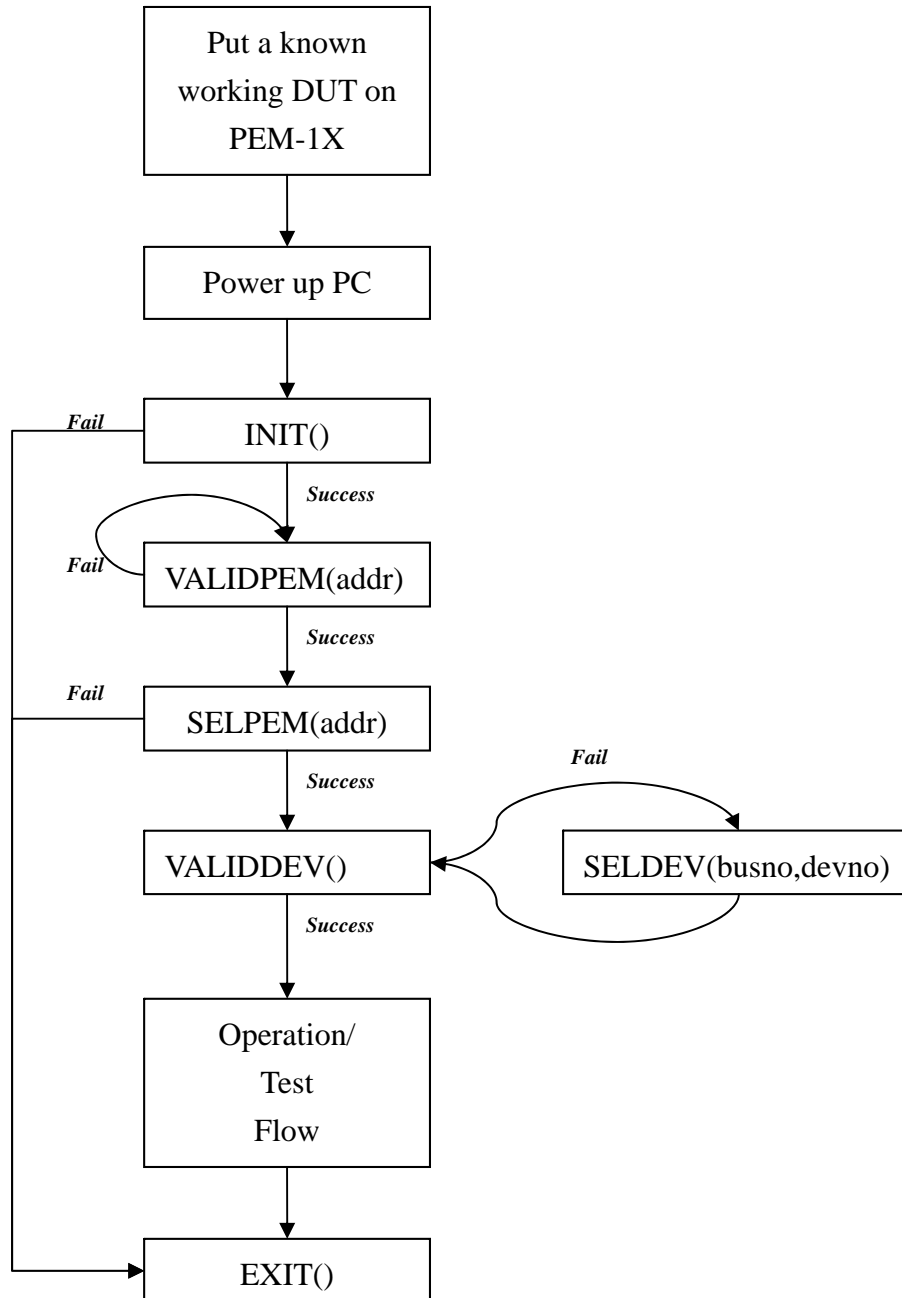 Put a known
working DUT on
PEM-1X
Power up PC
Fail
INIT()
Success
Fail
VALIDPEM(addr)
Success
Fail
SELPEM(addr)
Success
Fail
VALIDDEV()
SELDEV(busno,devno)
Success
Operation/
Test
Flow
EXIT()